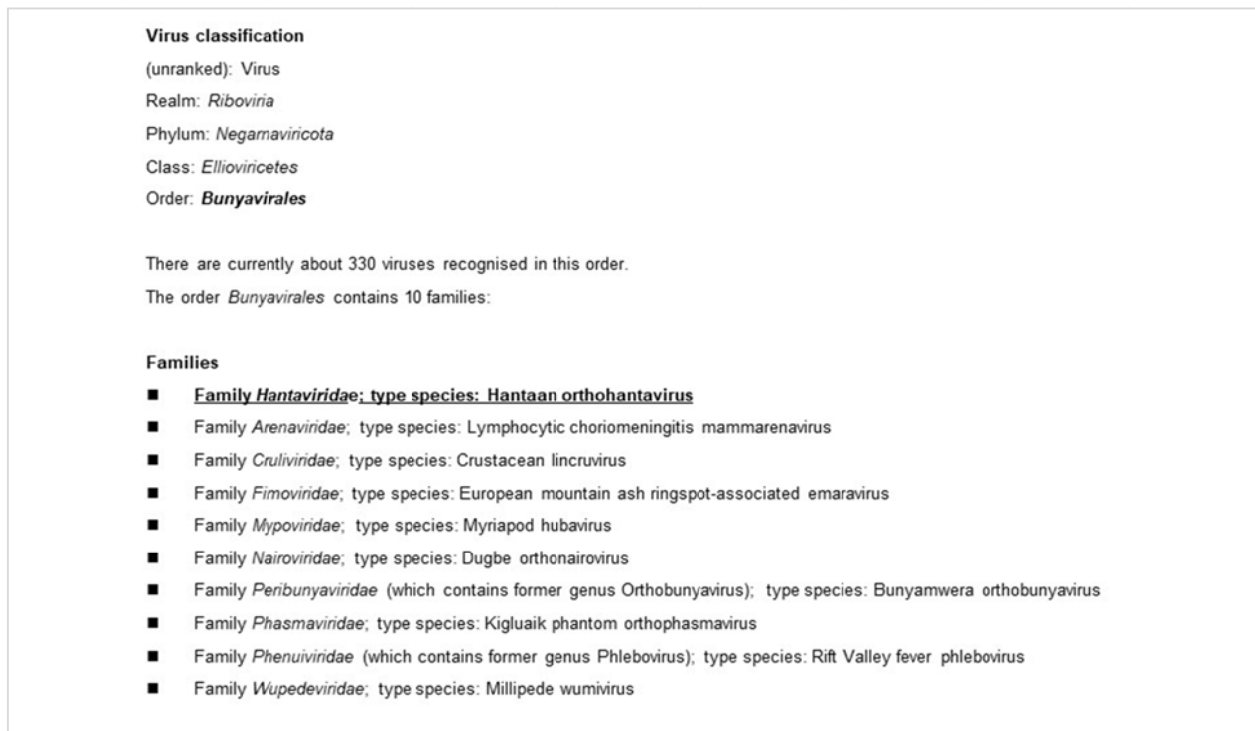 Virus classification
(unranked): Virus
Realm: Riboviria
Phylum: Negarnaviricota
Class: Ellioviricetes
Order: Bunyavirales
There are currently about 330 viruses recognised in this order.
The order Bunyavirales contains 10 families:
Families
■ Family Hantaviridae; type species: Hantaan orthohantavirus
■ Family Arenaviridae; type species: Lymphocytic choriomeningitis mammarenavirus
■ Family Cruliviridae; type species: Crustacean lincruvirus
■ Family Fimoviridae; type species: European mountain ash ringspot-associated emaravirus
■ Family Mypoviridae; type species: Myriapod hubavirus
■ Family Nairoviridae; type species: Dugbe orthonairovirus
■ Family Peribunyaviridae (which contains former genus Orthobunyavirus); type species: Bunyamwera orthobunyavirus
■ Family Phasmaviridae; type species: Kigluaik phantom orthophasmavirus
■ Family Phenuiviridae (which contains former genus Phlebovirus); type species: Rift Valley fever phlebovirus
■ Family Wupedeviridae; type species: Millipede wumivirus